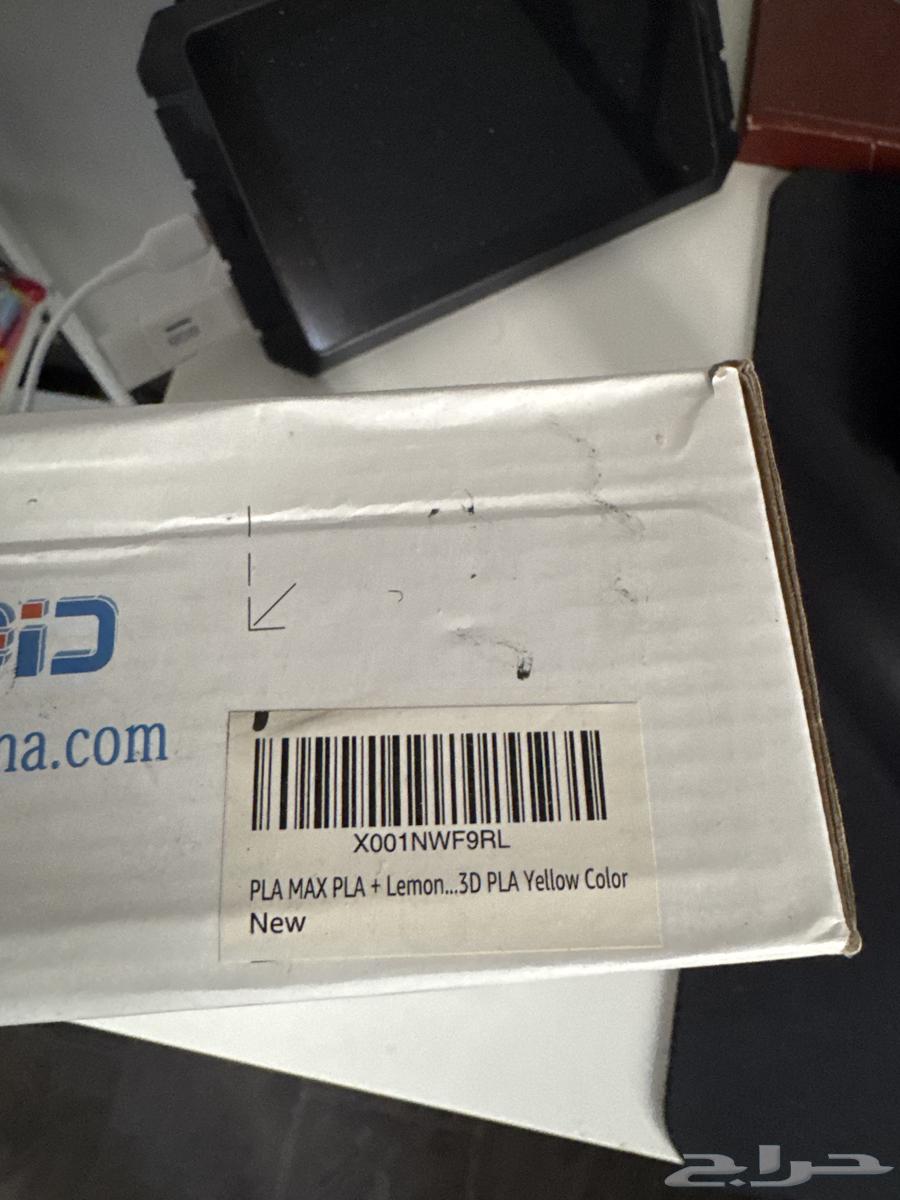 na.com
X001NWF9RL
PLA MAX PLA + Lemon...3D PLA Yellow Color
New
حراج